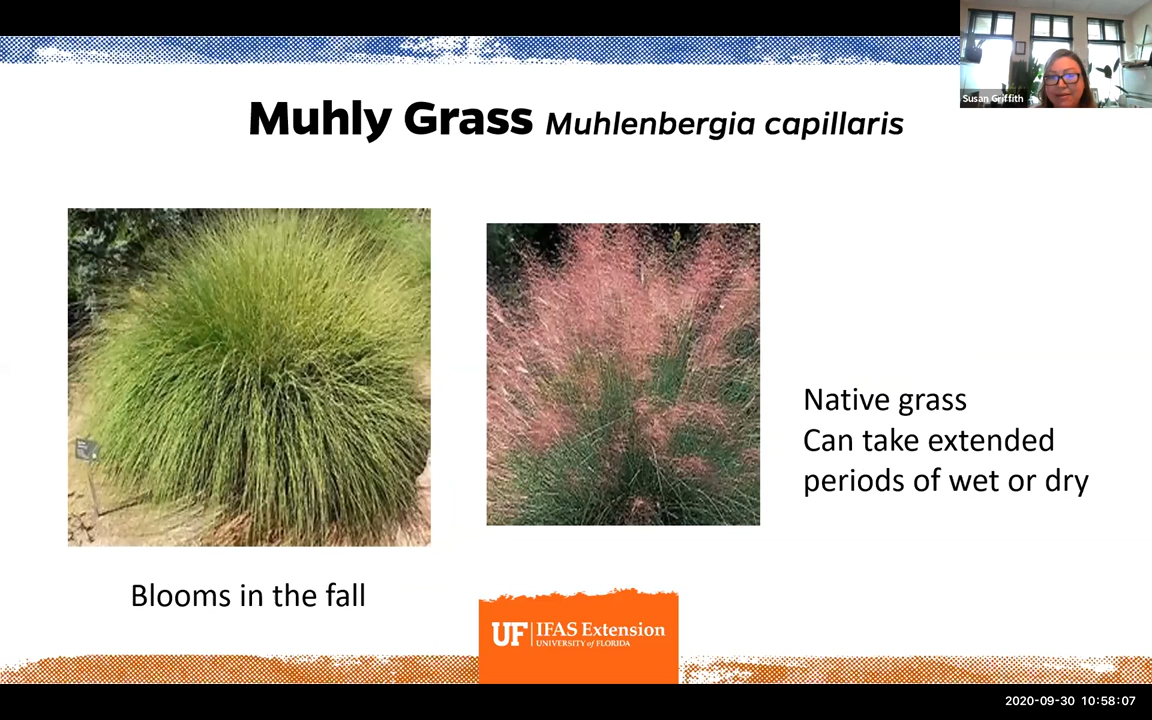 Susan Griffith
Muhly Grass Muhlenbergia capillaris
Native grass
Can take extended
periods of wet or dry
Blooms in the fall
UF IFAS Extension
UNIVERSITY of FLORIDA
2020-09-30 10:58:07